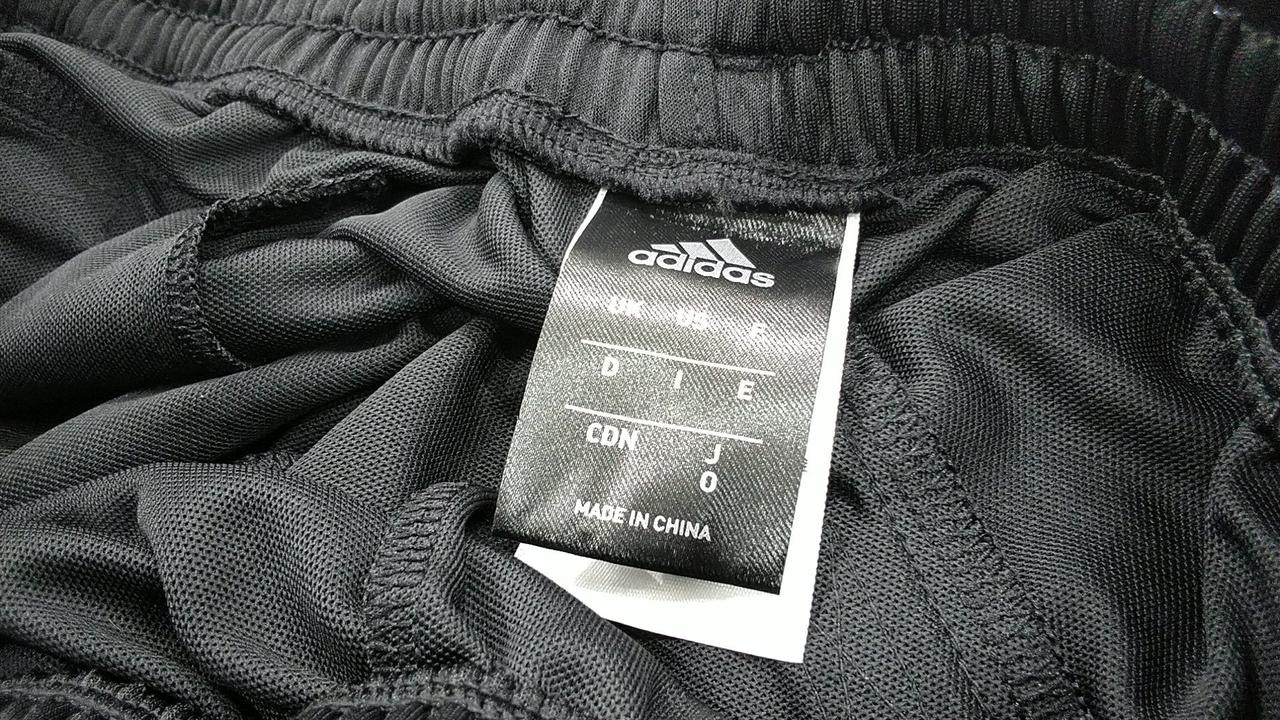 adidas
UK US F
D I E
CDN J
O
MADE IN CHINA